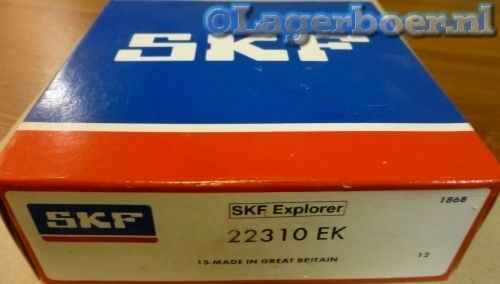 ©Lagerboer.nl
SKF
SKF Explorer
186B
SKF
22310 EK
15-MADE IN GREAT BRITAIN
12